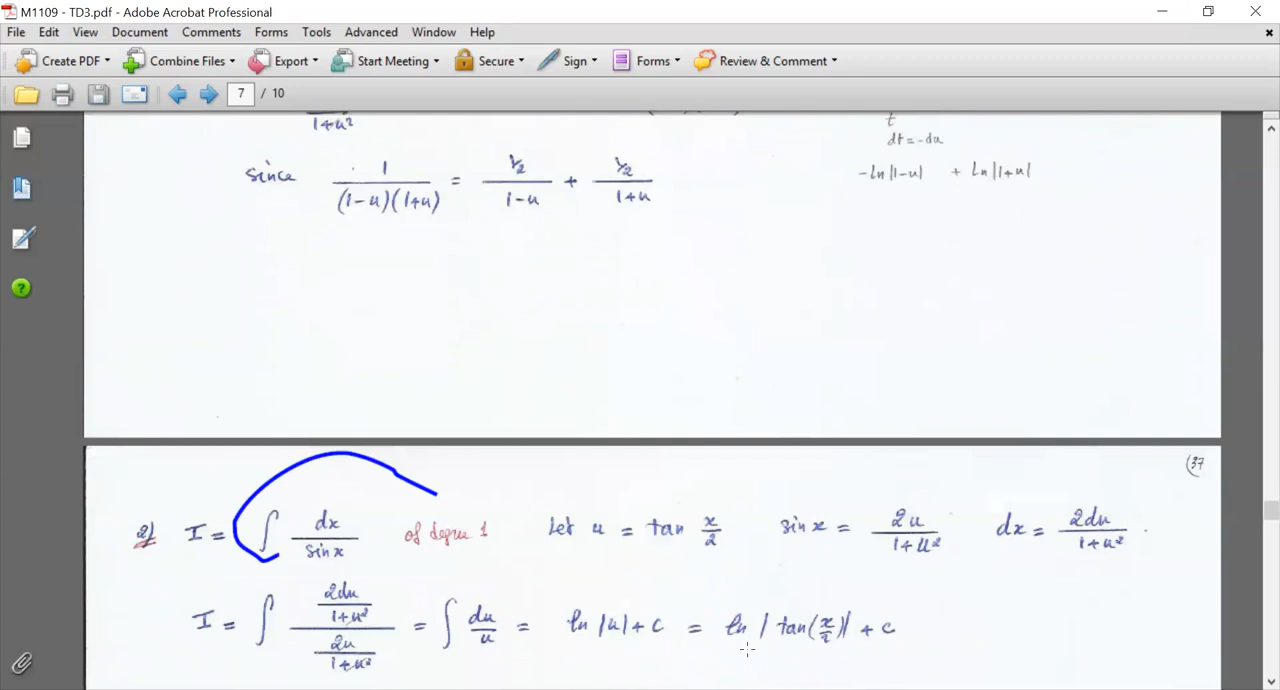 M1109 - TD3.pdf - Adobe Acrobat Professional
File Edit View Document Comments Forms Tools Advanced Window Help
Create PDF Combine Files Export Start Meeting Secure Sign Forms Review & Comment
7 / 10
1+u²
t
dt = -du
since 1/((1-u)(1+u)) = ½/(1-u) + ½/(1+u)
-ln|1-u| + ln|1+u|
(37
2) I = ∫ dx/sin x of degree 1 Let u = tan x/2 sin x = 2u/(1+u²) dx = 2du/(1+u²)
I = ∫ (2du/(1+u²))/(2u/(1+u²)) = ∫ du/u = ln|u| + c = ln|tan(x/2)| + c